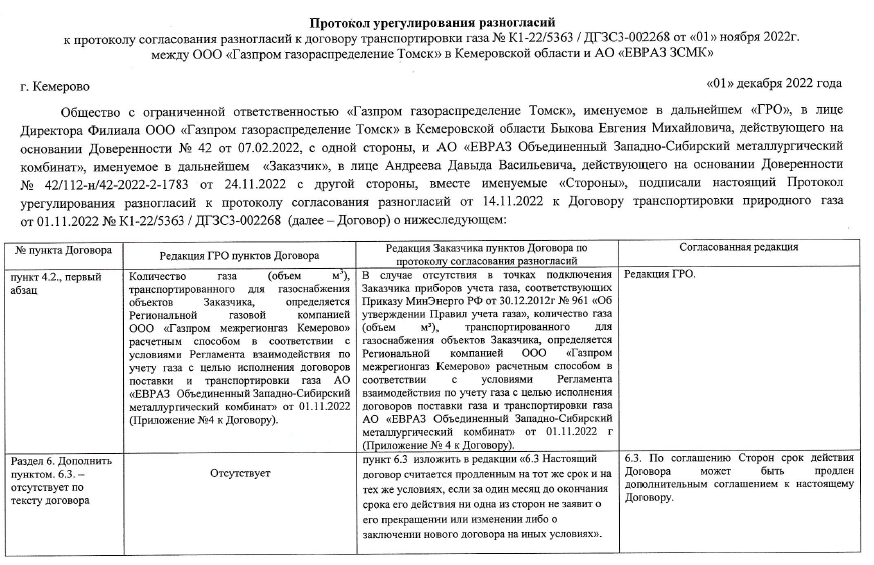 Протокол урегулирования разногласий
к протоколу согласования разногласий к договору транспортировки газа № К1-22/5363 / ДГЗС3-002268 от «01» ноября 2022г.
между ООО «Газпром газораспределение Томск» в Кемеровской области и АО «ЕВРАЗ ЗСМК»
г. Кемерово
«01» декабря 2022 года
Общество с ограниченной ответственностью «Газпром газораспределение Томск», именуемое в дальнейшем «ГРО», в лице
Директора Филиала ООО «Газпром газораспределение Томск» в Кемеровской области Быкова Евгения Михайловича, действующего на
основании Доверенности № 42 от 07.02.2022, с одной стороны, и АО «ЕВРАЗ Объединенный Западно-Сибирский металлургический
комбинат», именуемое в дальнейшем «Заказчик», в лице Андреева Давыда Васильевича, действующего на основании Доверенности
№ 42/112-н/42-2022-2-1783 от 24.11.2022 с другой стороны, вместе именуемые «Стороны», подписали настоящий Протокол
урегулирования разногласий к протоколу согласования разногласий от 14.11.2022 к Договору транспортировки природного газа
от 01.11.2022 № К1-22/5363 / ДГЗС3-002268 (далее – Договор) о нижеследующем:
№ пункта Договора
Редакция ГРО пунктов Договора
Редакция Заказчика пунктов Договора по
протоколу согласования разногласий
Согласованная редакция
пункт 4.2., первый
абзац
Количество газа (объем м³),
транспортированного для газоснабжения
объектов Заказчика, определяется
Региональной газовой компанией
ООО «Газпром межрегионгаз Кемерово»
расчетным способом в соответствии с
условиями Регламента взаимодействия по
учету газа с целью исполнения договоров
поставки и транспортировки газа АО
«ЕВРАЗ Объединенный Западно-Сибирский
металлургический комбинат» от 01.11.2022
(Приложение №4 к Договору).
В случае отсутствия в точках подключения
Заказчика приборов учета газа, соответствующих
Приказу МинЭнерго РФ от 30.12.2012г № 961 «Об
утверждении Правил учета газа», количество газа
(объем м³), транспортированного для
газоснабжения объектов Заказчика, определяется
Региональной компанией ООО «Газпром
межрегионгаз Кемерово» расчетным способом в
соответствии с условиями Регламента
взаимодействия по учету газа с целью исполнения
договоров поставки газа и транспортировки газа
АО «ЕВРАЗ Объединенный Западно-Сибирский
металлургический комбинат» от 01.11.2022 г
(Приложение № 4 к Договору).
Редакция ГРО.
Раздел 6. Дополнить
пунктом. 6.3. –
отсутствует по
тексту договора
Отсутствует
пункт 6.3 изложить в редакции «6.3 Настоящий
договор считается продленным на тот же срок и на
тех же условиях, если за один месяц до окончания
срока его действия ни одна из сторон не заявит о
его прекращении или изменении либо о
заключении нового договора на иных условиях».
6.3. По соглашению Сторон срок действия
Договора может быть продлен
дополнительным соглашением к настоящему
Договору.